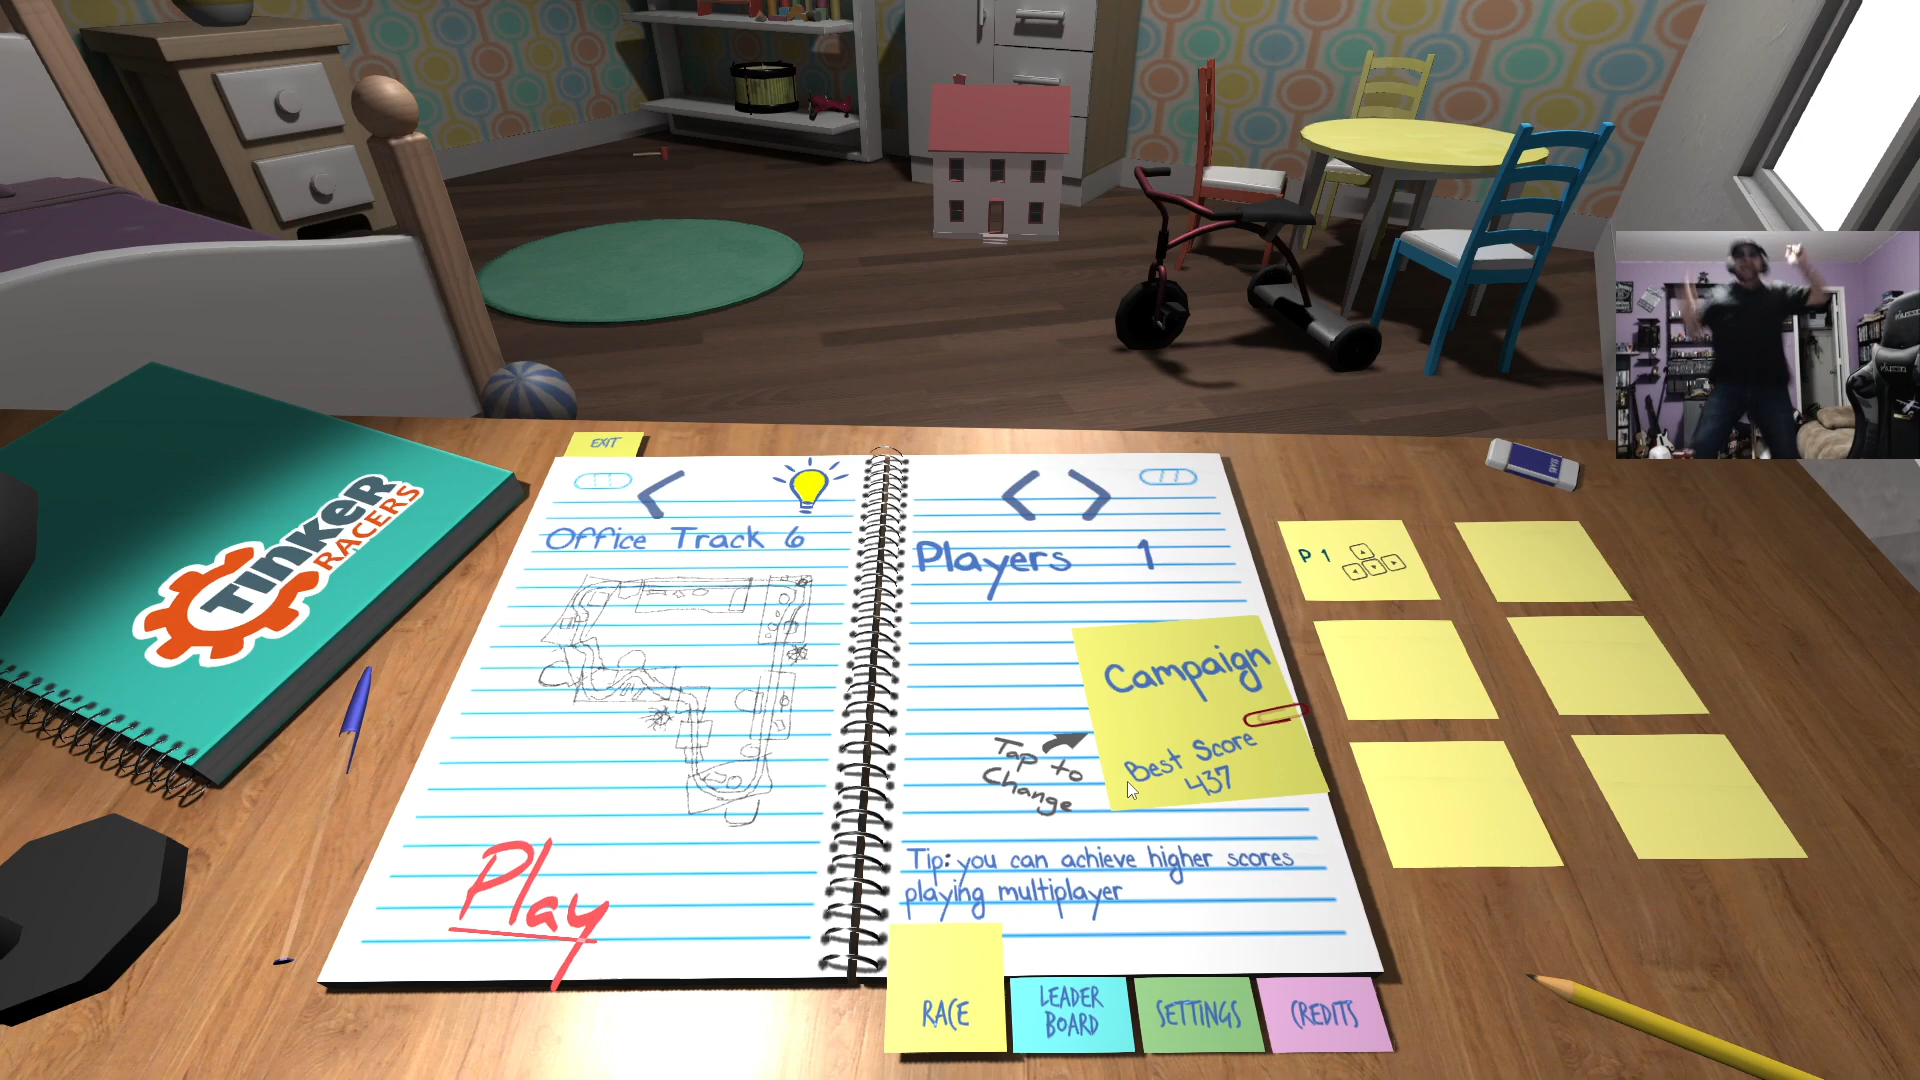 EXIT
TINKER
RACERS
Office Track 6
Players 1
P 1
Campaign
Best Score
437
Tap to
Change
Tip: you can achieve higher scores
playing multiplayer
Play
RACE
LEADER
BOARD
SETTINGS
CREDITS